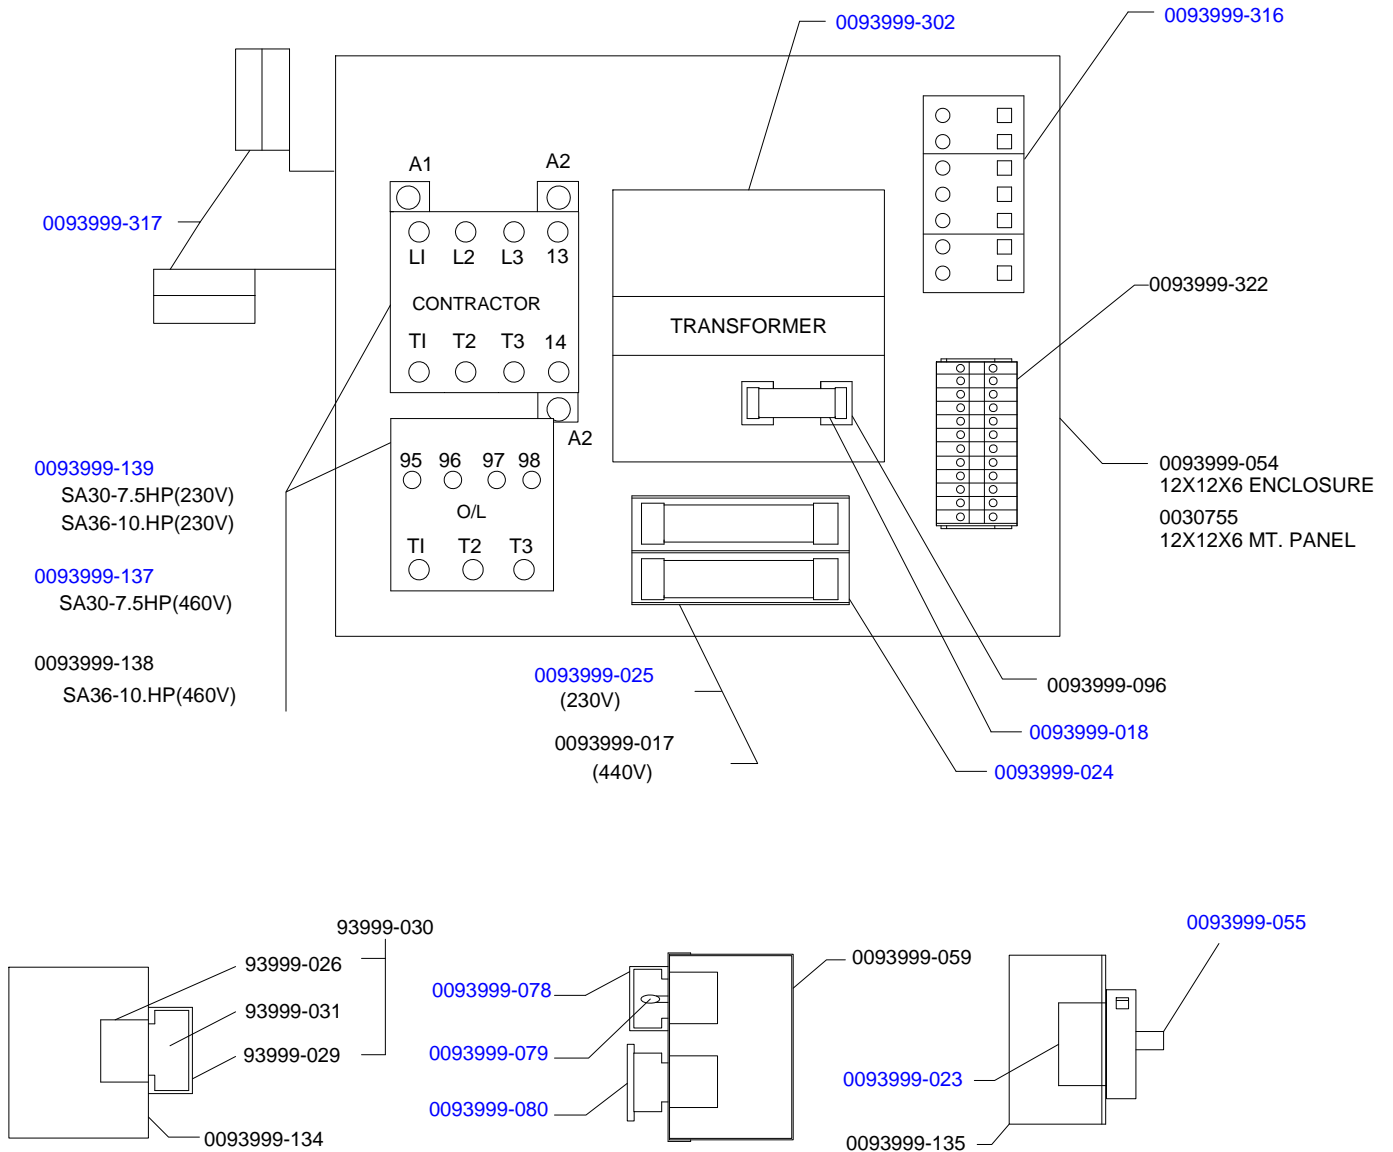 0093999-302
0093999-316
0093999-317
A1
A2
LI L2 L3 13
CONTRACTOR
TI T2 T3 14
A2
TRANSFORMER
0093999-322
0093999-054
12X12X6 ENCLOSURE
0030755
12X12X6 MT. PANEL
95 96 97 98
O/L
TI T2 T3
0093999-139
SA30-7.5HP(230V)
SA36-10.HP(230V)
0093999-137
SA30-7.5HP(460V)
0093999-138
SA36-10.HP(460V)
0093999-025
(230V)
0093999-017
(440V)
0093999-096
0093999-018
0093999-024
93999-030
93999-026
93999-031
93999-029
0093999-134
0093999-078
0093999-079
0093999-080
0093999-059
0093999-055
0093999-023
0093999-135